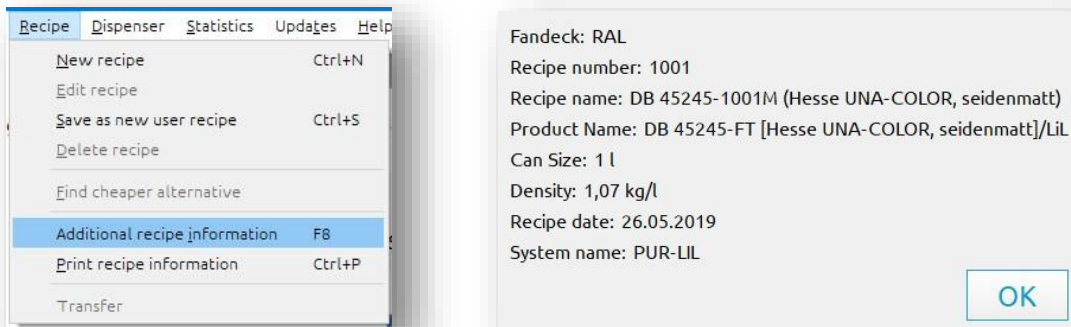 Recipe Dispenser Statistics Updates Help
New recipe Ctrl+N
Edit recipe
Save as new user recipe Ctrl+S
Delete recipe
Find cheaper alternative
Additional recipe information F8
Print recipe information Ctrl+P
Transfer
Fandeck: RAL
Recipe number: 1001
Recipe name: DB 45245-1001M (Hesse UNA-COLOR, seidenmatt)
Product Name: DB 45245-FT [Hesse UNA-COLOR, seidenmatt]/LiL
Can Size: 1 l
Density: 1,07 kg/l
Recipe date: 26.05.2019
System name: PUR-LIL
OK